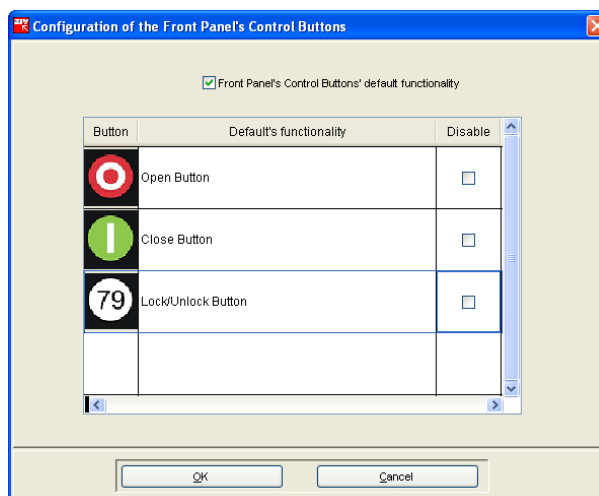 Configuration of the Front Panel's Control Buttons
Front Panel's Control Buttons' default functionality
Button Default's functionality Disable
Open Button
Close Button
79 Lock/Unlock Button
OK Cancel